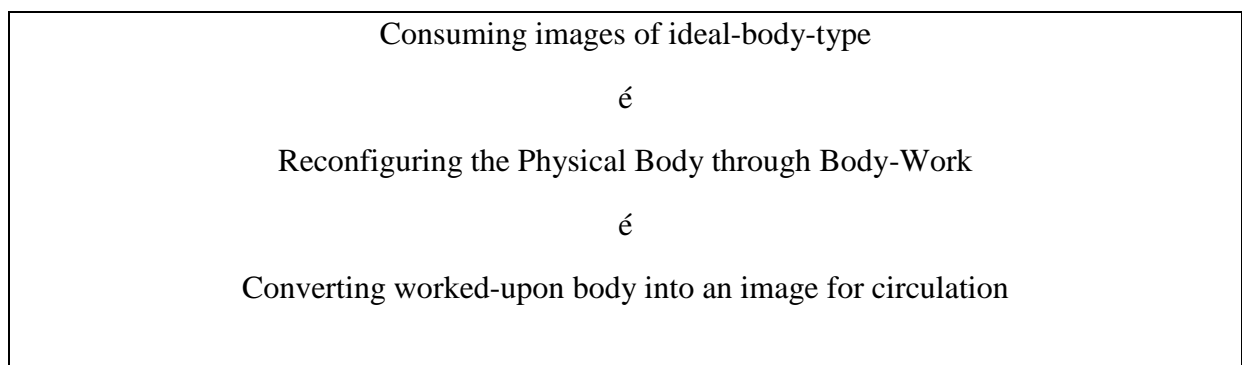 Consuming images of ideal-body-type
é
Reconfiguring the Physical Body through Body-Work
é
Converting worked-upon body into an image for circulation